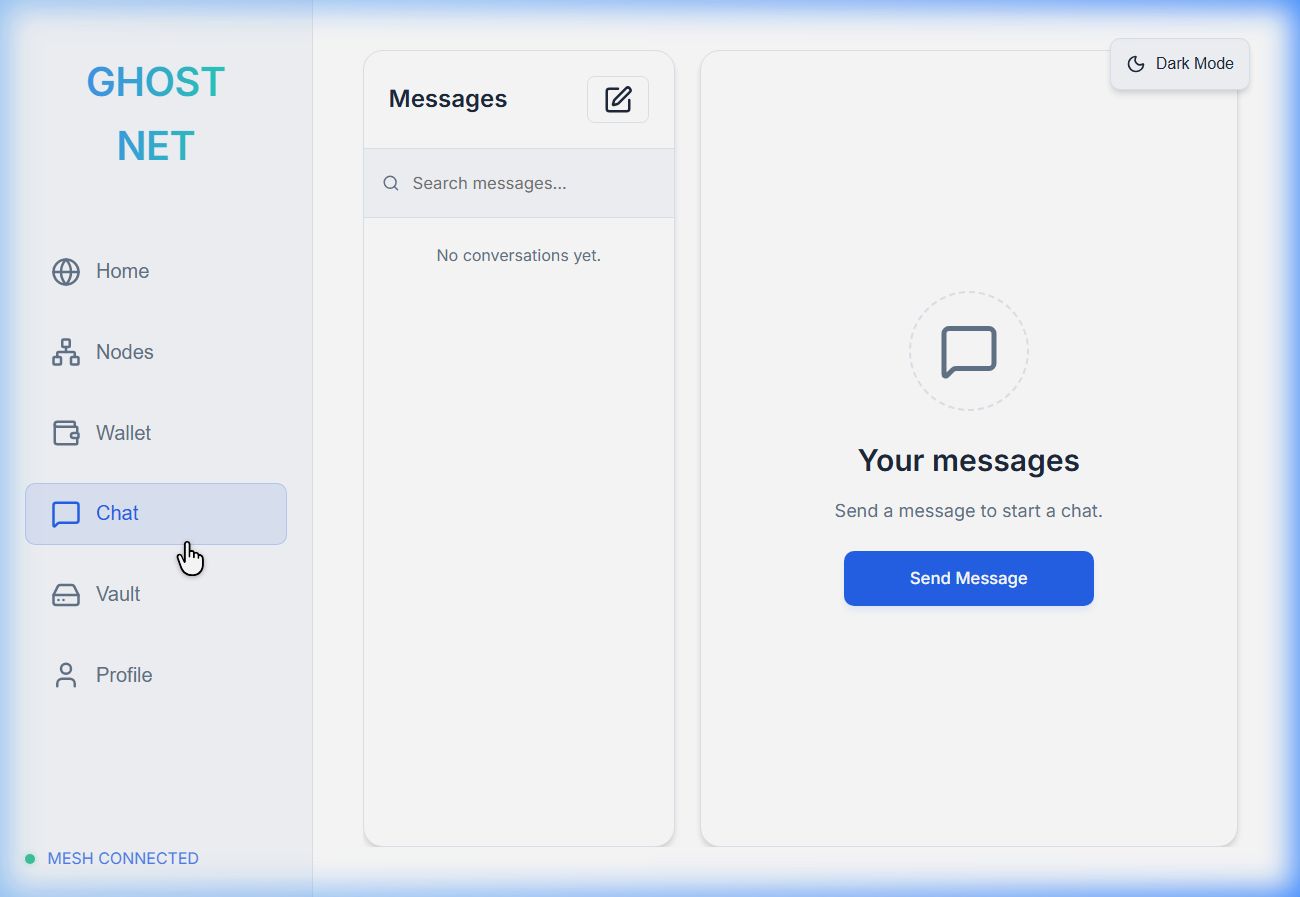 GHOST
NET
Home
Nodes
Wallet
Chat
Vault
Profile
MESH CONNECTED
Messages
Search messages...
No conversations yet.
Dark Mode
Your messages
Send a message to start a chat.
Send Message